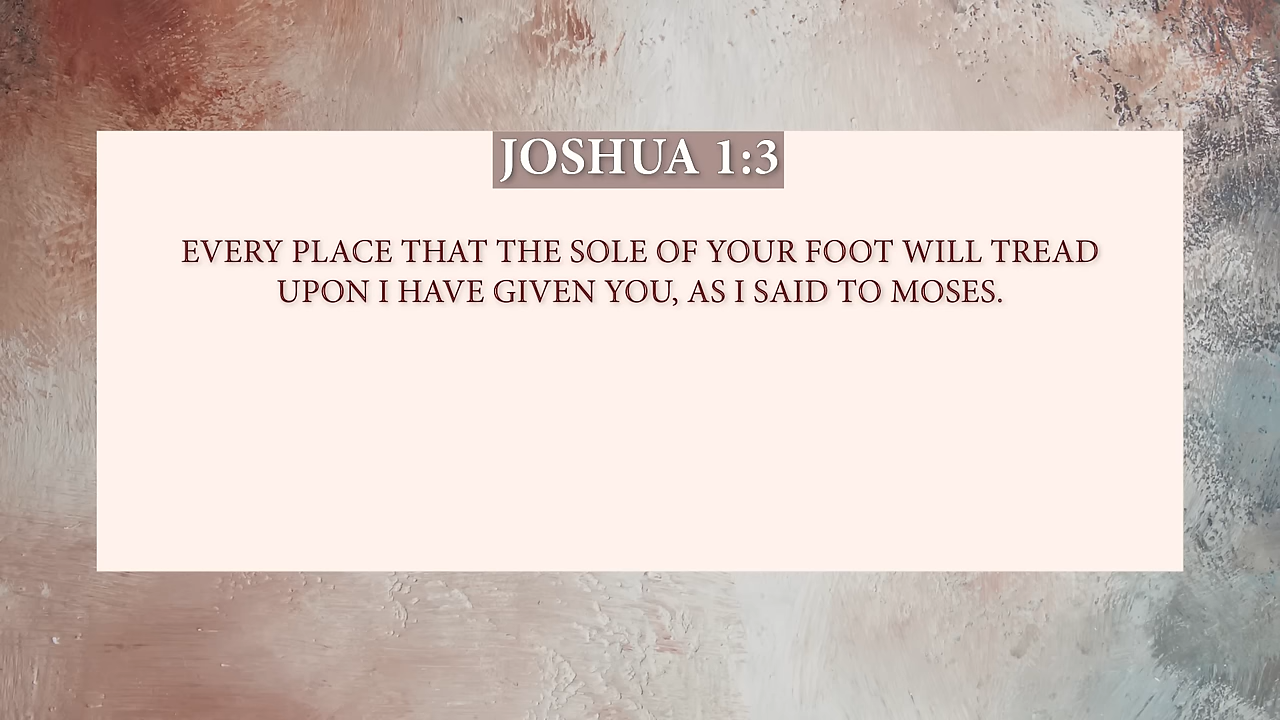 JOSHUA 1:3
EVERY PLACE THAT THE SOLE OF YOUR FOOT WILL TREAD
UPON I HAVE GIVEN YOU, AS I SAID TO MOSES.